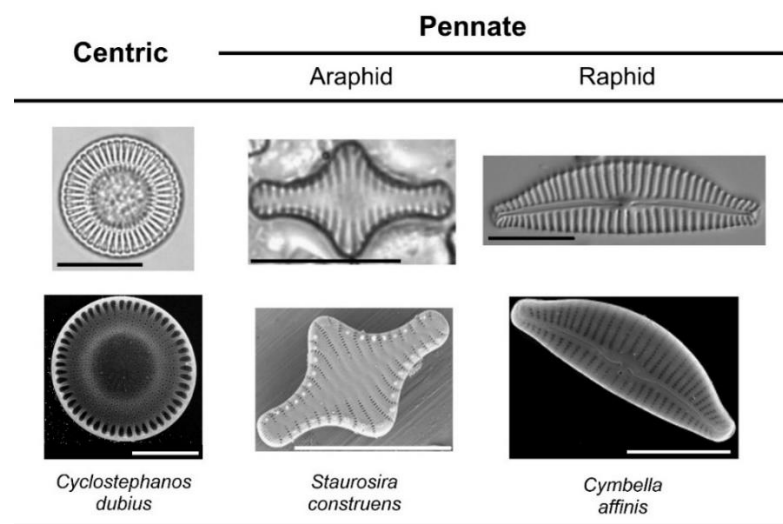 Centric
Pennate
Araphid
Raphid
Cyclostephanos
dubius
Staurosira
construens
Cymbella
affinis